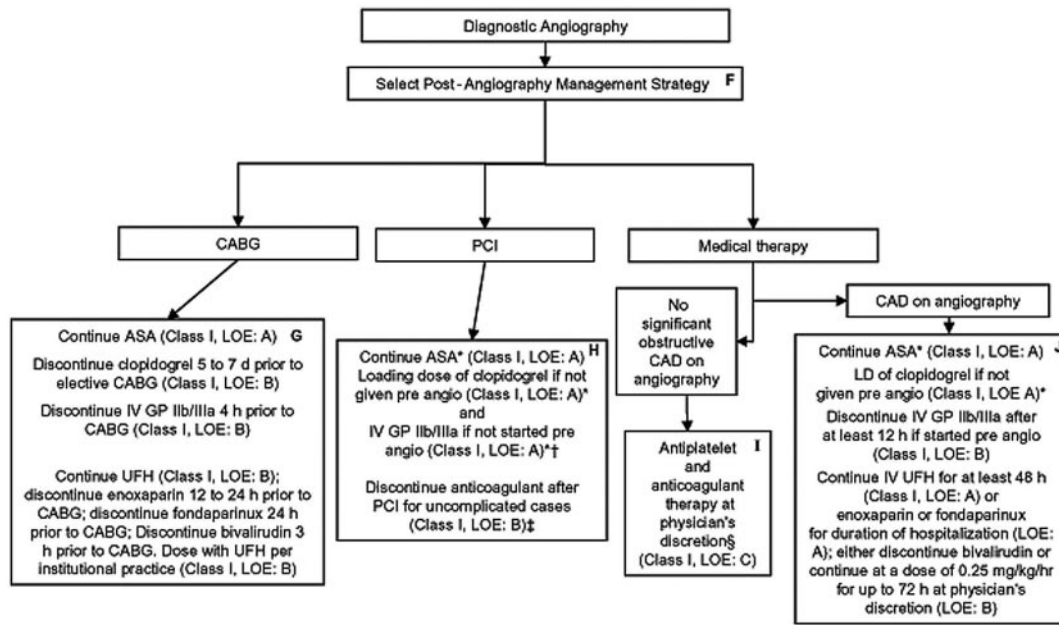 Diagnostic Angiography
Select Post-Angiography Management Strategy F
CABG
PCI
Medical therapy
G
Continue ASA (Class I, LOE: A)
Discontinue clopidogrel 5 to 7 d prior to
elective CABG (Class I, LOE: B)
Discontinue IV GP IIb/IIIa 4 h prior to
CABG (Class I, LOE: B)
Continue UFH (Class I, LOE: B);
discontinue enoxaparin 12 to 24 h prior to
CABG; discontinue fondaparinux 24 h
prior to CABG; Discontinue bivalirudin 3
h prior to CABG. Dose with UFH per
institutional practice (Class I, LOE: B)
H
Continue ASA* (Class I, LOE: A)
Loading dose of clopidogrel if not
given pre angio (Class I, LOE: A)*
and
IV GP IIb/IIIa if not started pre
angio (Class I, LOE: A)*†
Discontinue anticoagulant after
PCI for uncomplicated cases
(Class I, LOE: B)‡
No
significant
obstructive
CAD on
angiography
I
Antiplatelet
and
anticoagulant
therapy at
physician's
discretion§
(Class I, LOE: C)
CAD on angiography
J
Continue ASA* (Class I, LOE: A)
LD of clopidogrel if not
given pre angio (Class I, LOE A)*
Discontinue IV GP IIb/IIIa after
at least 12 h if started pre angio
(Class I, LOE: B)
Continue IV UFH for at least 48 h
(Class I, LOE: A) or
enoxaparin or fondaparinux
for duration of hospitalization (LOE:
A); either discontinue bivalirudin or
continue at a dose of 0.25 mg/kg/hr
for up to 72 h at physician's
discretion (LOE: B)